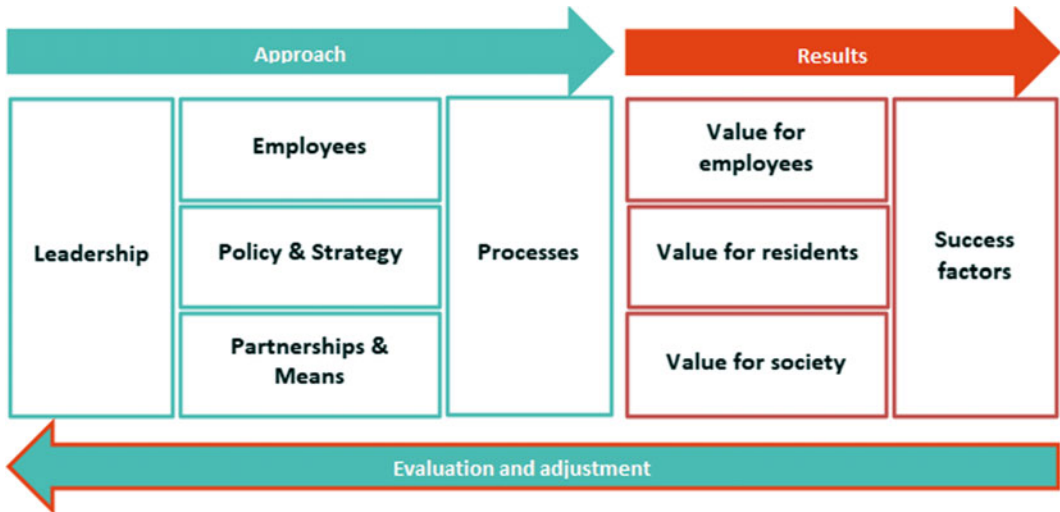 Approach
Results
Leadership
Employees
Policy & Strategy
Partnerships &
Means
Processes
Value for
employees
Value for residents
Value for society
Success
factors
Evaluation and adjustment